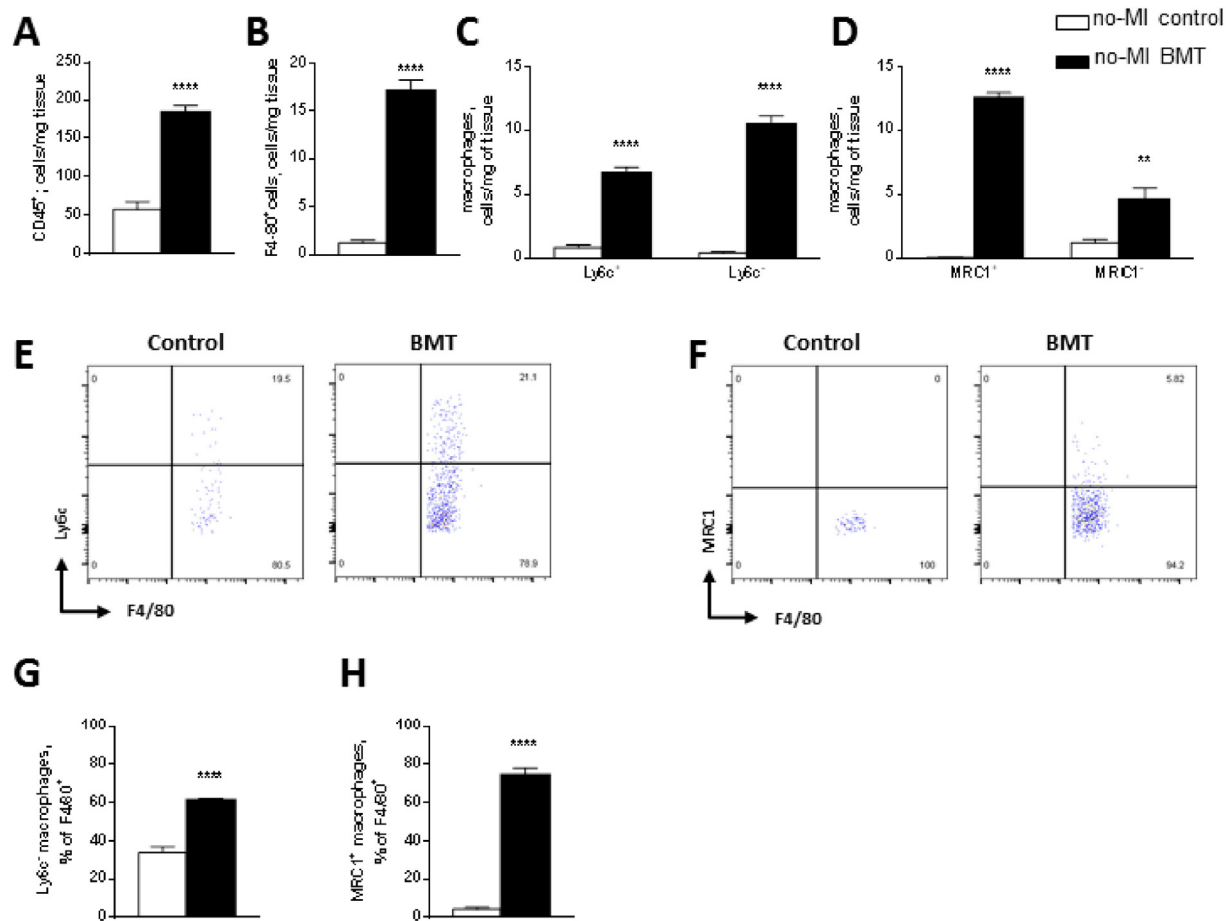 no-MI control
no-MI BMT
A
CD45⁺; cells/mg tissue
250
200
150
100
50
0
****
B
F4-80⁺ cells, cells/mg tissue
20
15
10
5
0
****
C
macrophages,
cells/mg of tissue
15
10
5
0
****
****
Ly6c⁺
Ly6c⁻
D
macrophages,
cells/mg of tissue
15
10
5
0
****
**
MRC1⁺
MRC1⁻
E
Control
BMT
0
19.5
0
80.5
0
21.1
0
78.9
Ly6c
F4/80
F
Control
BMT
0
0
0
100
0
5.82
0
94.2
MRC1
F4/80
G
Ly6c⁻ macrophages,
% of F4/80⁺
100
80
60
40
20
0
****
H
MRC1⁺ macrophages,
% of F4/80⁺
100
80
60
40
20
0
****